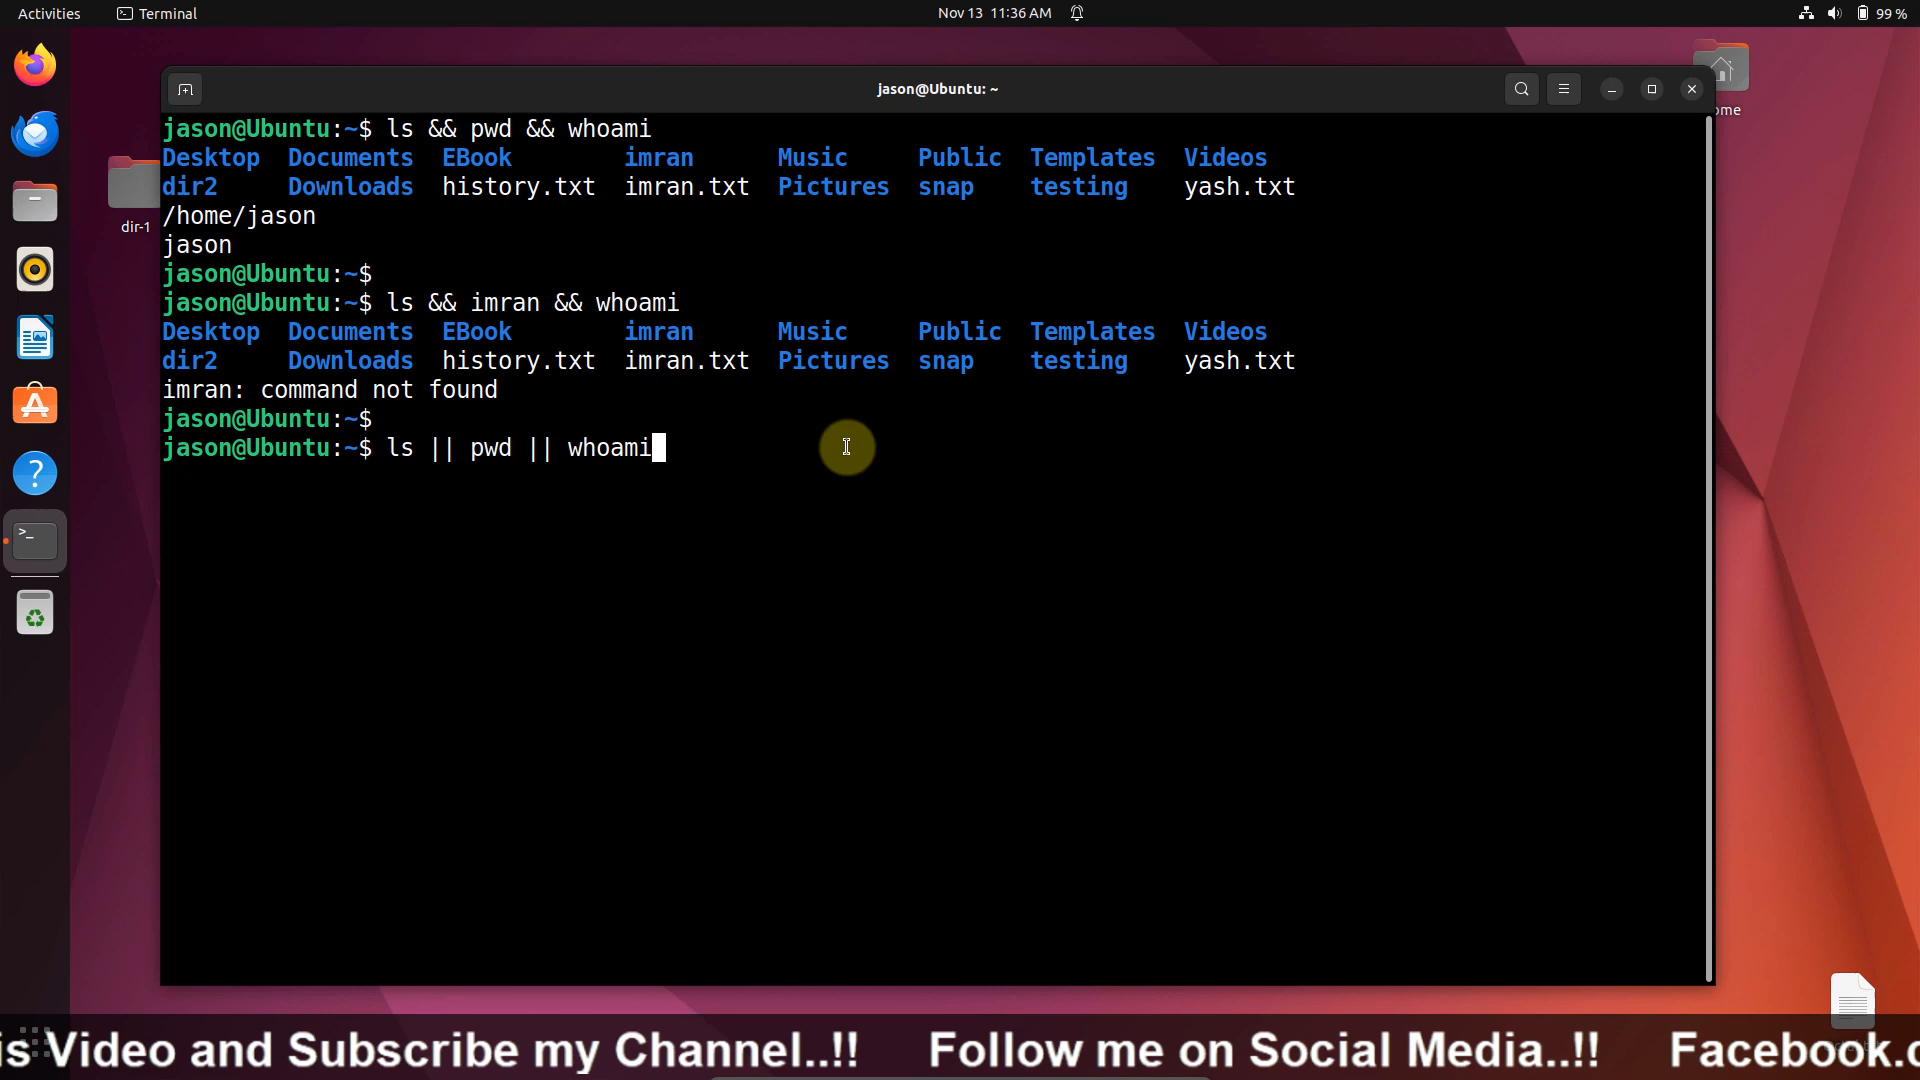 Activities Terminal Nov 13 11:36 AM 99 %
jason@Ubuntu: ~
ome
dir-1
jason@Ubuntu:~$ ls && pwd && whoami
Desktop Documents EBook imran Music Public Templates Videos
dir2 Downloads history.txt imran.txt Pictures snap testing yash.txt
/home/jason
jason
jason@Ubuntu:~$
jason@Ubuntu:~$ ls && imran && whoami
Desktop Documents EBook imran Music Public Templates Videos
dir2 Downloads history.txt imran.txt Pictures snap testing yash.txt
imran: command not found
jason@Ubuntu:~$
jason@Ubuntu:~$ ls || pwd || whoami
is Video and Subscribe my Channel..!! Follow me on Social Media..!! Facebook.c